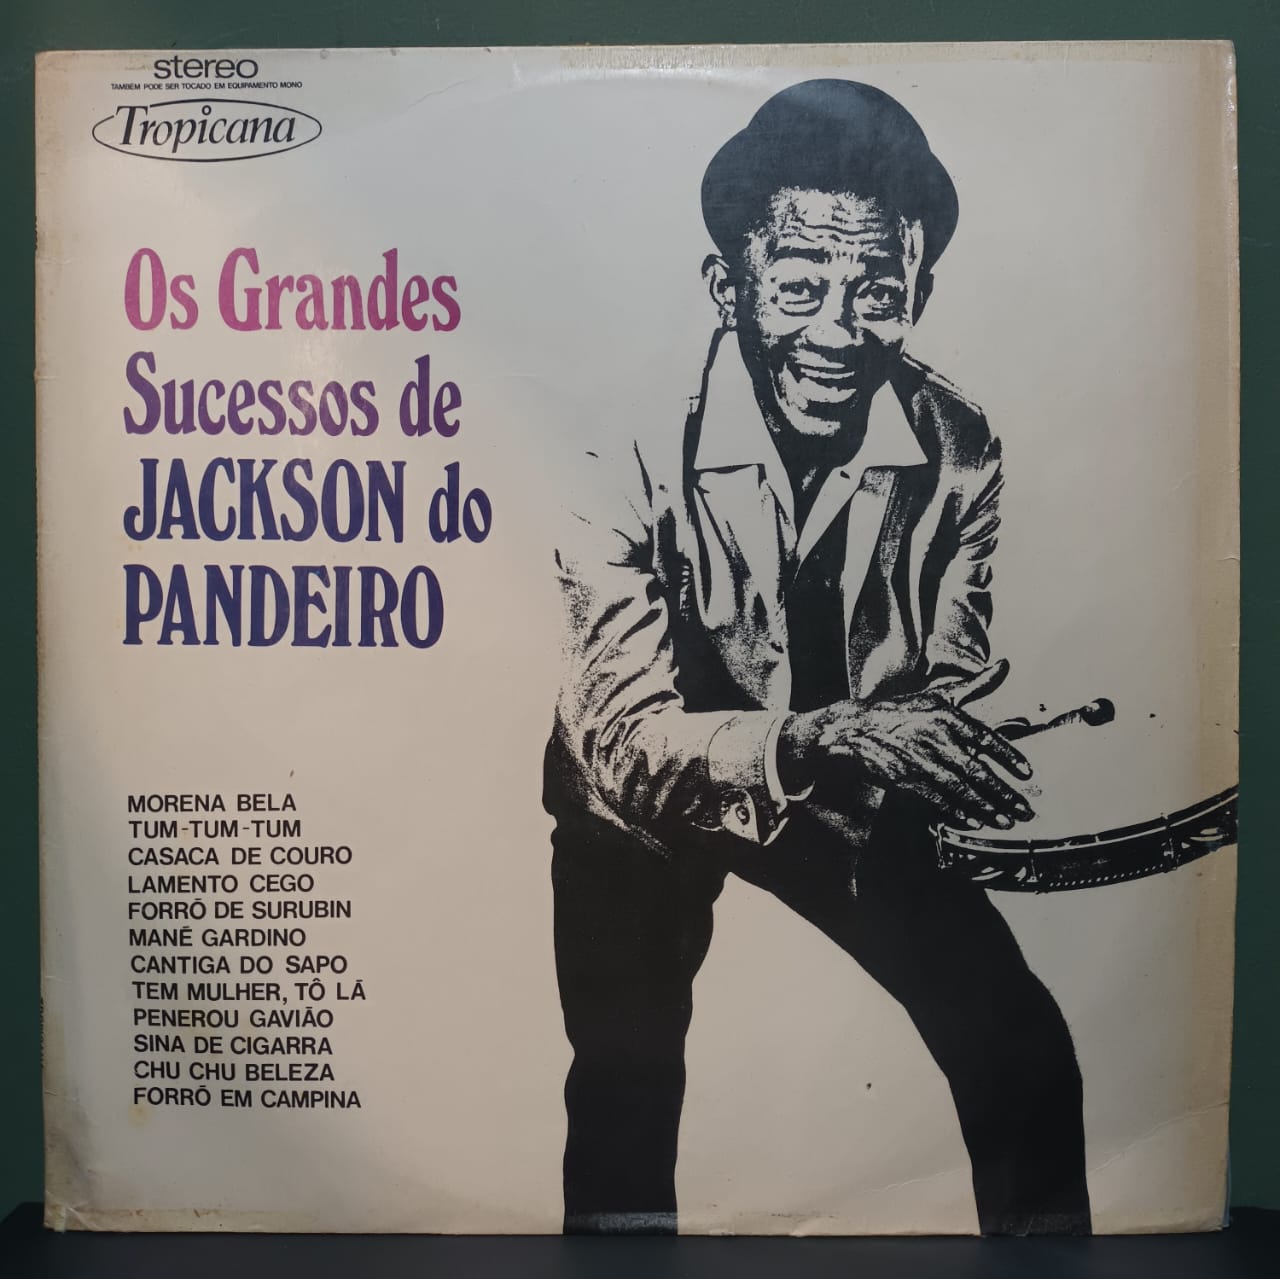 stereo
TAMBÉM PODE SER TOCADO EM EQUIPAMENTO MONO
Tropicana
Os Grandes
Sucessos de
JACKSON do
PANDEIRO
MORENA BELA
TUM-TUM-TUM
CASACA DE COURO
LAMENTO CEGO
FORRÓ DE SURUBIN
MANÉ GARDINO
CANTIGA DO SAPO
TEM MULHER, TÔ LÁ
PENEROU GAVIÃO
SINA DE CIGARRA
CHU CHU BELEZA
FORRÓ EM CAMPINA